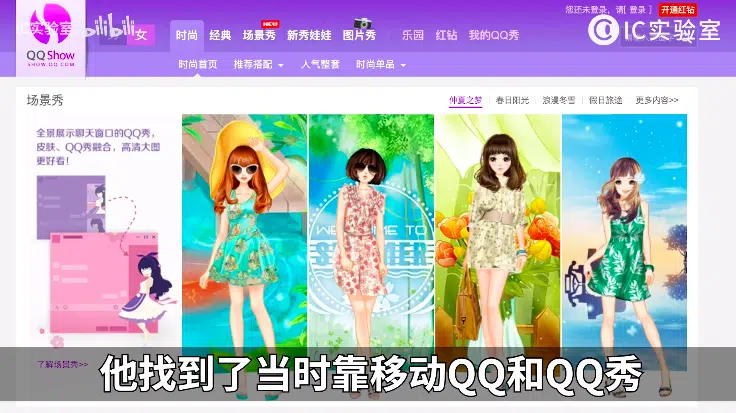 IC实验室
bilibili
您还未登录，请[ 登录 ]
开通红钻
@IC实验室
QQShow
SHOW.QQ.COM
女
时尚
经典
场景秀
NEW
新秀娃娃
图片秀
乐园
红钻
我的QQ秀
时尚首页
推荐搭配
人气整套
时尚单品
场景秀
仲夏之梦
春日阳光
浪漫冬雪
假日旅途
更多内容>>
全景展示聊天窗口的QQ秀，
皮肤、QQ秀融合，高清大图
更好看！
WELCOME TO
SUMMER
了解场景秀>>
他找到了当时靠移动QQ和QQ秀